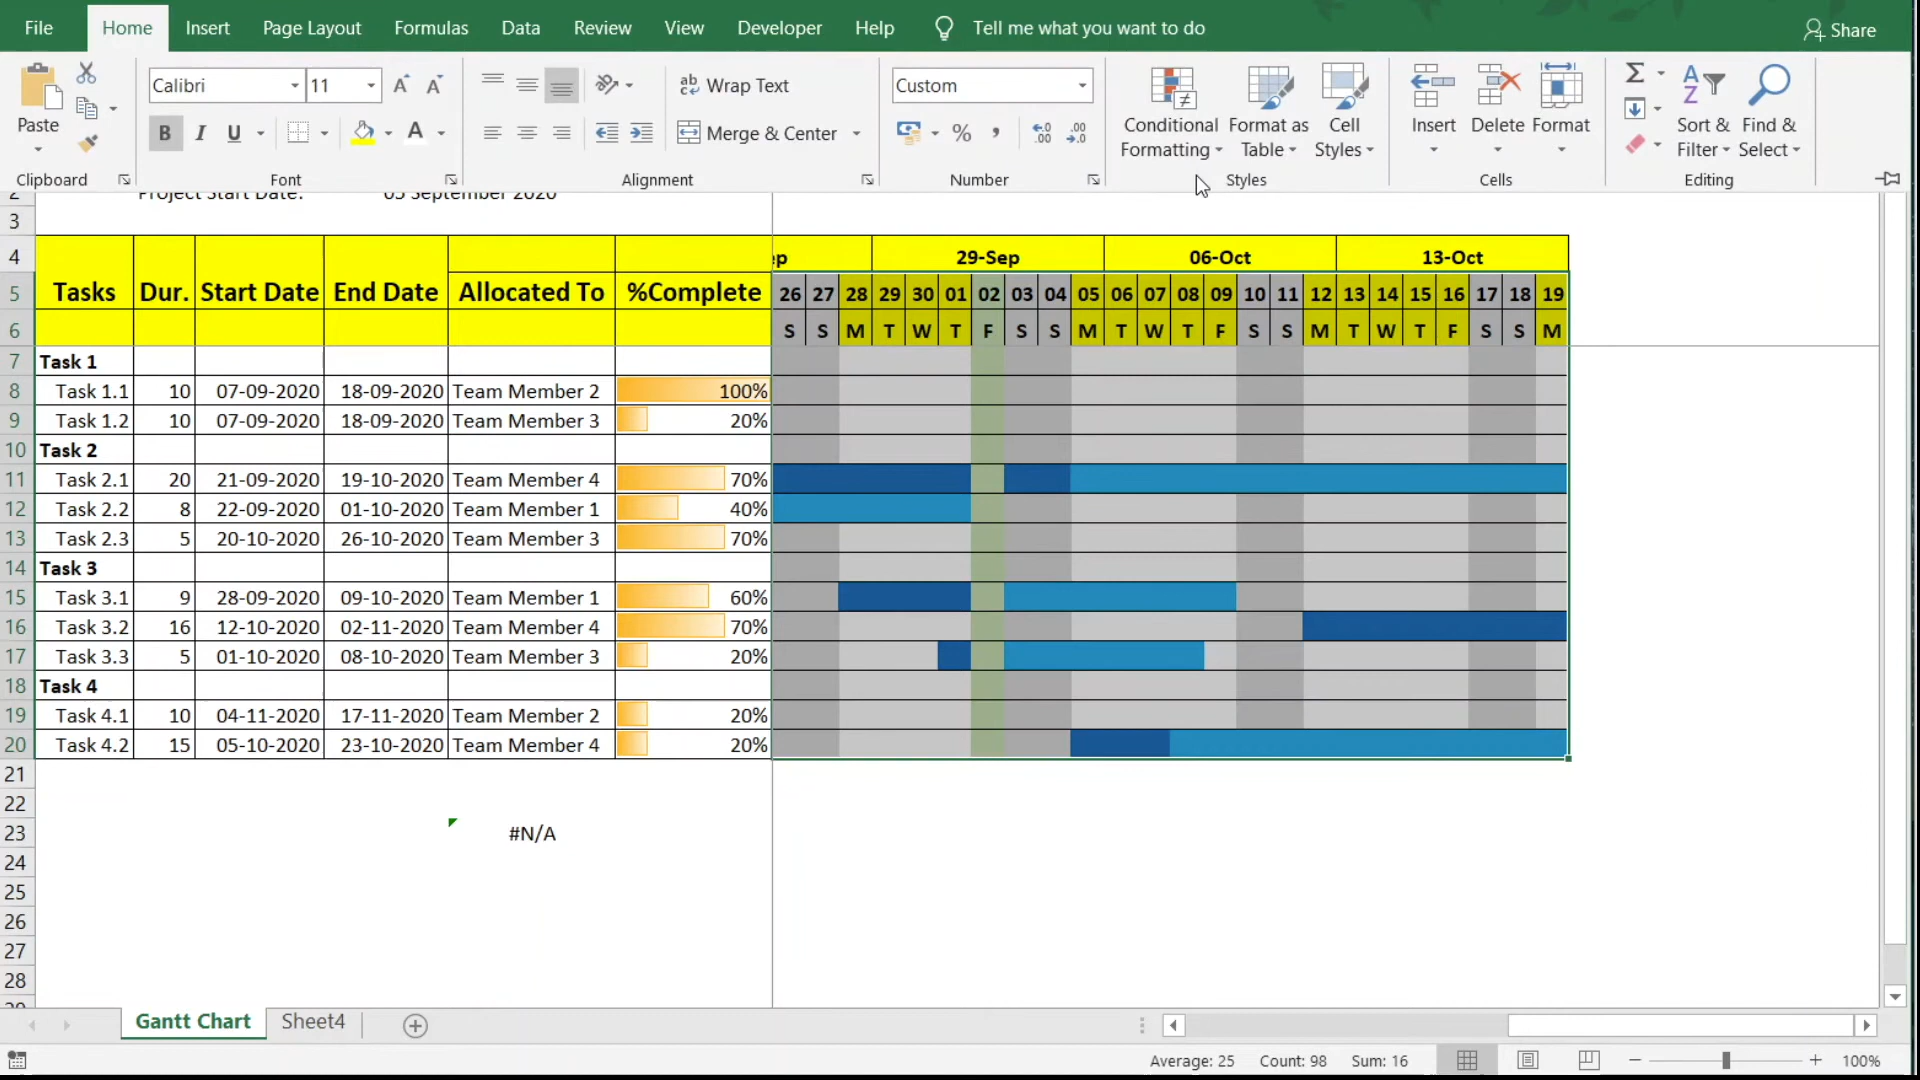 File Home Insert Page Layout Formulas Data Review View Developer Help Tell me what you want to do Share
Calibri 11 Wrap Text Custom
Paste B I U A Merge & Center % , Conditional Formatting Format as Table Cell Styles Insert Delete Format Sort & Filter Find & Select
Clipboard Font Alignment Number Styles Cells Editing
2 Project Start Date: 05 September 2020
3
4 ep 29-Sep 06-Oct 13-Oct
5 Tasks Dur. Start Date End Date Allocated To %Complete 26 27 28 29 30 01 02 03 04 05 06 07 08 09 10 11 12 13 14 15 16 17 18 19
6 S S M T W T F S S M T W T F S S M T W T F S S M
7 Task 1
8 Task 1.1 10 07-09-2020 18-09-2020 Team Member 2 100%
9 Task 1.2 10 07-09-2020 18-09-2020 Team Member 3 20%
10 Task 2
11 Task 2.1 20 21-09-2020 19-10-2020 Team Member 4 70%
12 Task 2.2 8 22-09-2020 01-10-2020 Team Member 1 40%
13 Task 2.3 5 20-10-2020 26-10-2020 Team Member 3 70%
14 Task 3
15 Task 3.1 9 28-09-2020 09-10-2020 Team Member 1 60%
16 Task 3.2 16 12-10-2020 02-11-2020 Team Member 4 70%
17 Task 3.3 5 01-10-2020 08-10-2020 Team Member 3 20%
18 Task 4
19 Task 4.1 10 04-11-2020 17-11-2020 Team Member 2 20%
20 Task 4.2 15 05-10-2020 23-10-2020 Team Member 4 20%
21
22
23 #N/A
24
25
26
27
28
Gantt Chart Sheet4
Average: 25 Count: 98 Sum: 16 100%